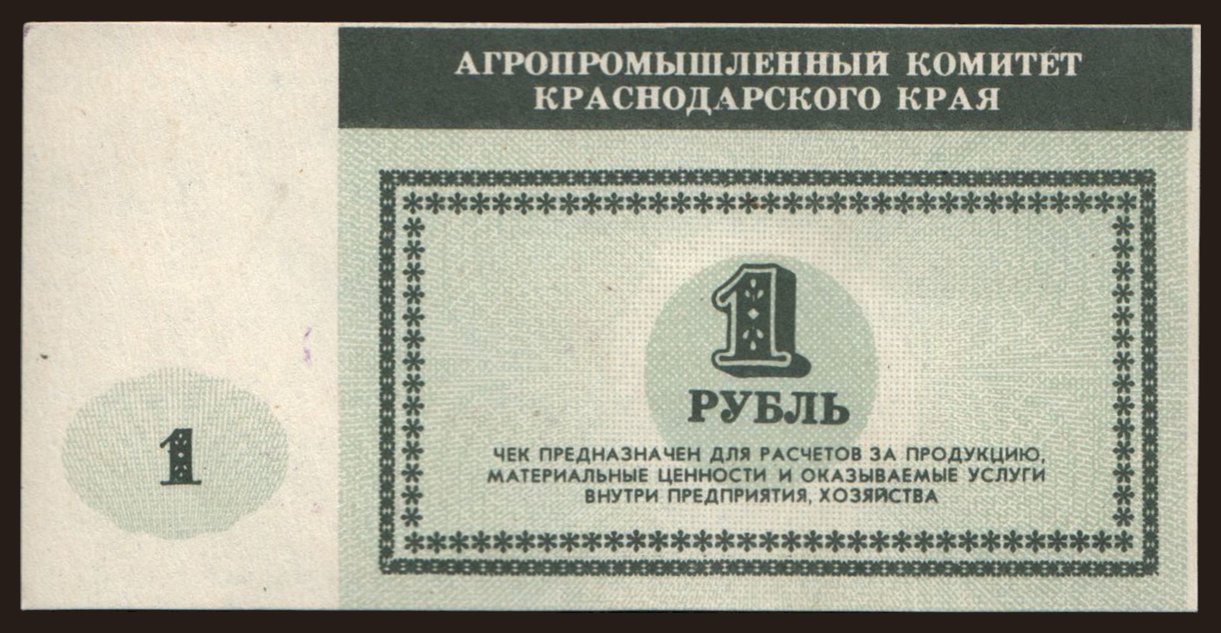 АГРОПРОМЫШЛЕННЫЙ КОМИТЕТ
КРАСНОДАРСКОГО КРАЯ
1
РУБЛЬ
ЧЕК ПРЕДНАЗНАЧЕН ДЛЯ РАСЧЕТОВ ЗА ПРОДУКЦИЮ,
МАТЕРИАЛЬНЫЕ ЦЕННОСТИ И ОКАЗЫВАЕМЫЕ УСЛУГИ
ВНУТРИ ПРЕДПРИЯТИЯ, ХОЗЯЙСТВА
1